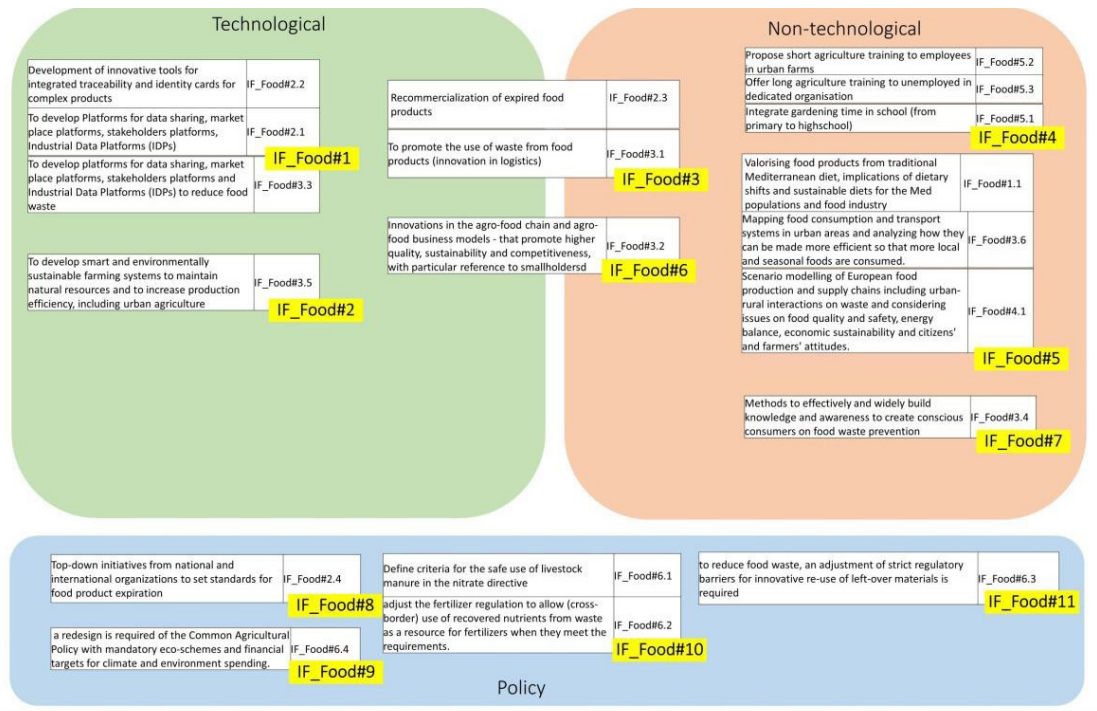 Technological
Development of innovative tools for
integrated traceability and identity cards for
complex products
IF_Food#2.2
To develop Platforms for data sharing, market
place platforms, stakeholders platforms,
Industrial Data Platforms (IDPs)
IF_Food#2.1
IF_Food#1
To develop platforms for data sharing, market
place platforms, stakeholders platforms and
Industrial Data Platforms (IDPs) to reduce food
waste
IF_Food#3.3
To develop smart and environmentally
sustainable farming systems to maintain
natural resources and to increase production
efficiency, including urban agriculture
IF_Food#3.5
IF_Food#2
Recommercialization of expired food
products
IF_Food#2.3
To promote the use of waste from food
products (innovation in logistics)
IF_Food#3.1
IF_Food#3
Innovations in the agro-food chain and agro-
food business models - that promote higher
quality, sustainability and competitiveness,
with particular reference to smallholdersd
IF_Food#3.2
IF_Food#6
Non-technological
Propose short agriculture training to employees
in urban farms
IF_Food#5.2
Offer long agriculture training to unemployed in
dedicated organisation
IF_Food#5.3
Integrate gardening time in school (from
primary to highschool)
IF_Food#5.1
IF_Food#4
Valorising food products from traditional
Mediterranean diet, implications of dietary
shifts and sustainable diets for the Med
populations and food industry
IF_Food#1.1
Mapping food consumption and transport
systems in urban areas and analyzing how they
can be made more efficient so that more local
and seasonal foods are consumed.
IF_Food#3.6
Scenario modelling of European food
production and supply chains including urban-
rural interactions on waste and considering
issues on food quality and safety, energy
balance, economic sustainability and citizens'
and farmers' attitudes.
IF_Food#4.1
IF_Food#5
Methods to effectively and widely build
knowledge and awareness to create conscious
consumers on food waste prevention
IF_Food#3.4
IF_Food#7
Top-down initiatives from national and
international organizations to set standards for
food product expiration
IF_Food#2.4
IF_Food#8
a redesign is required of the Common Agricultural
Policy with mandatory eco-schemes and financial
targets for climate and environment spending.
IF_Food#6.4
IF_Food#9
Define criteria for the safe use of livestock
manure in the nitrate directive
IF_Food#6.1
adjust the fertilizer regulation to allow (cross-
border) use of recovered nutrients from waste
as a resource for fertilizers when they meet the
requirements.
IF_Food#6.2
IF_Food#10
to reduce food waste, an adjustment of strict regulatory
barriers for innovative re-use of left-over materials is
required
IF_Food#6.3
IF_Food#11
Policy